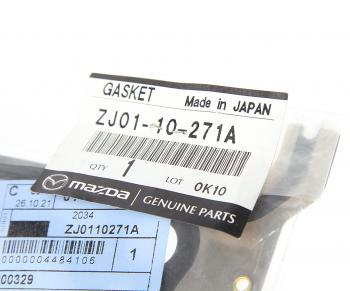 GASKET Made in JAPAN
ZJ01-10-271A
QTY 1 LOT 0K10
mazda GENUINE PARTS
C
26.10.21
2034
ZJ0110271A
0000004484106 1
00329